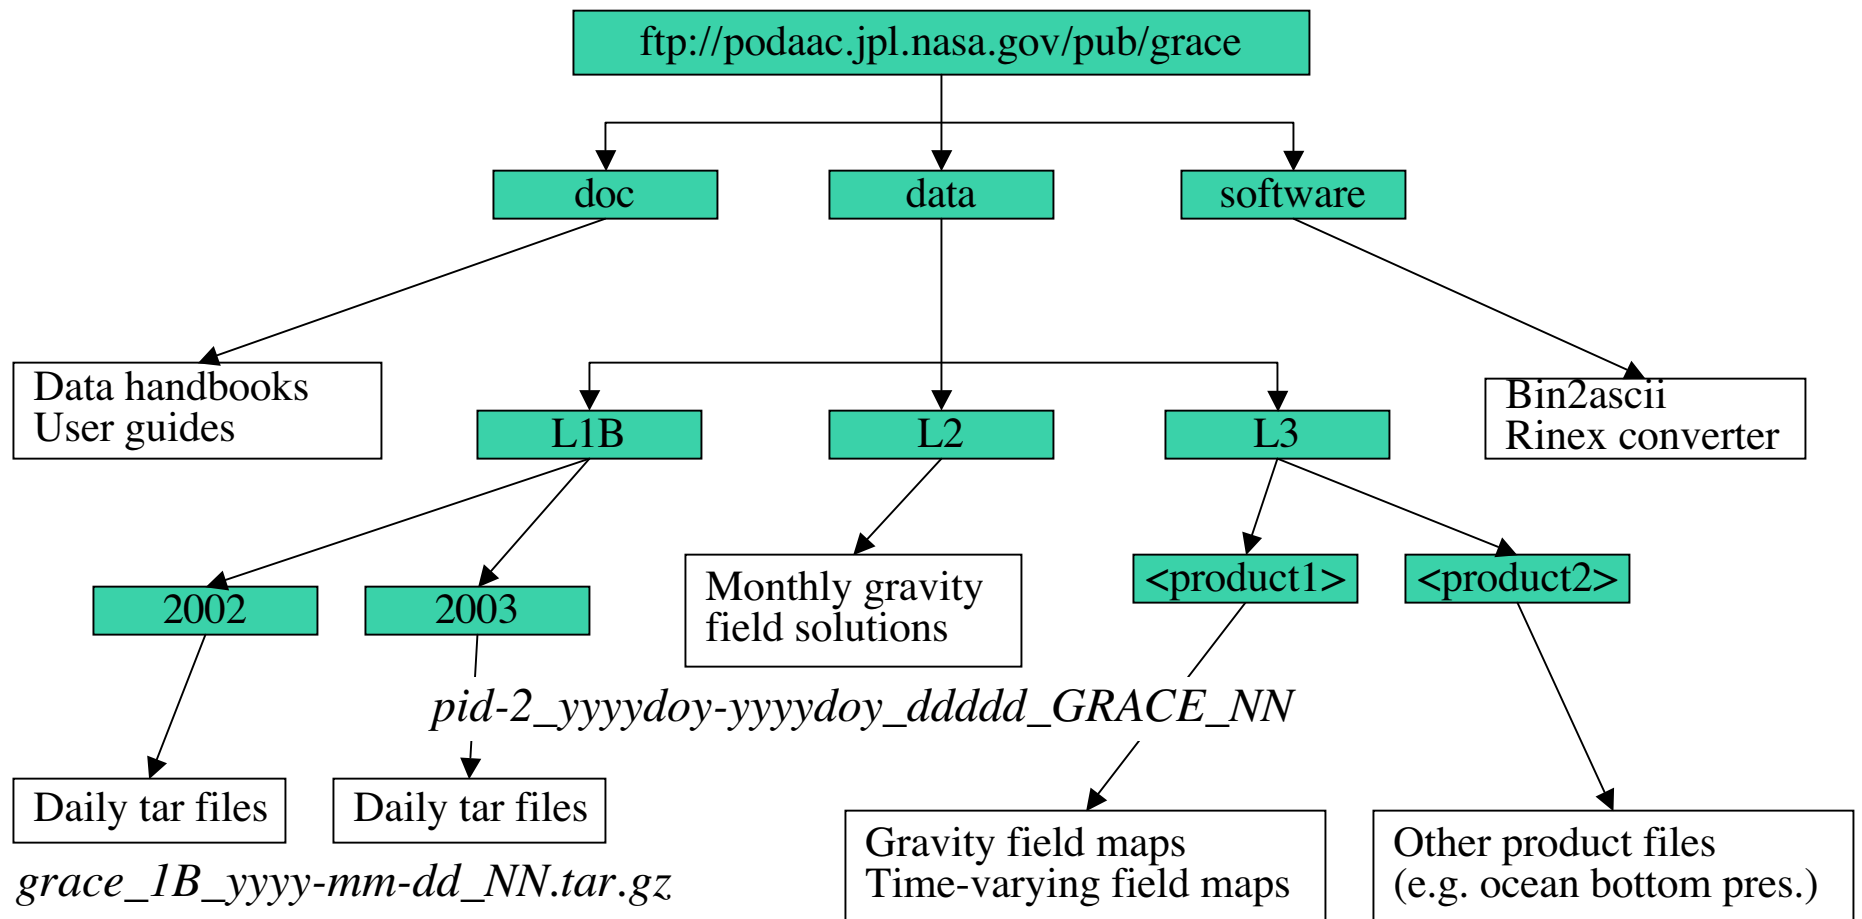 ftp://podaac.jpl.nasa.gov/pub/grace
doc
data
software
Data handbooks
User guides
Bin2ascii
Rinex converter
L1B
L2
L3
2002
2003
Monthly gravity
field solutions
<product1>
<product2>
pid-2_yyyydoy-yyyydoy_ddddd_GRACE_NN
Daily tar files
Daily tar files
grace_1B_yyyy-mm-dd_NN.tar.gz
Gravity field maps
Time-varying field maps
Other product files
(e.g. ocean bottom pres.)